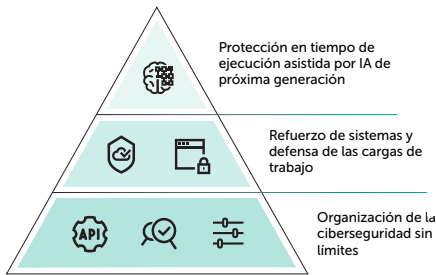 Protección en tiempo de
ejecución asistida por IA de
próxima generación
Refuerzo de sistemas y
defensa de las cargas de
trabajo
API
Organización de la
ciberseguridad sin
límites